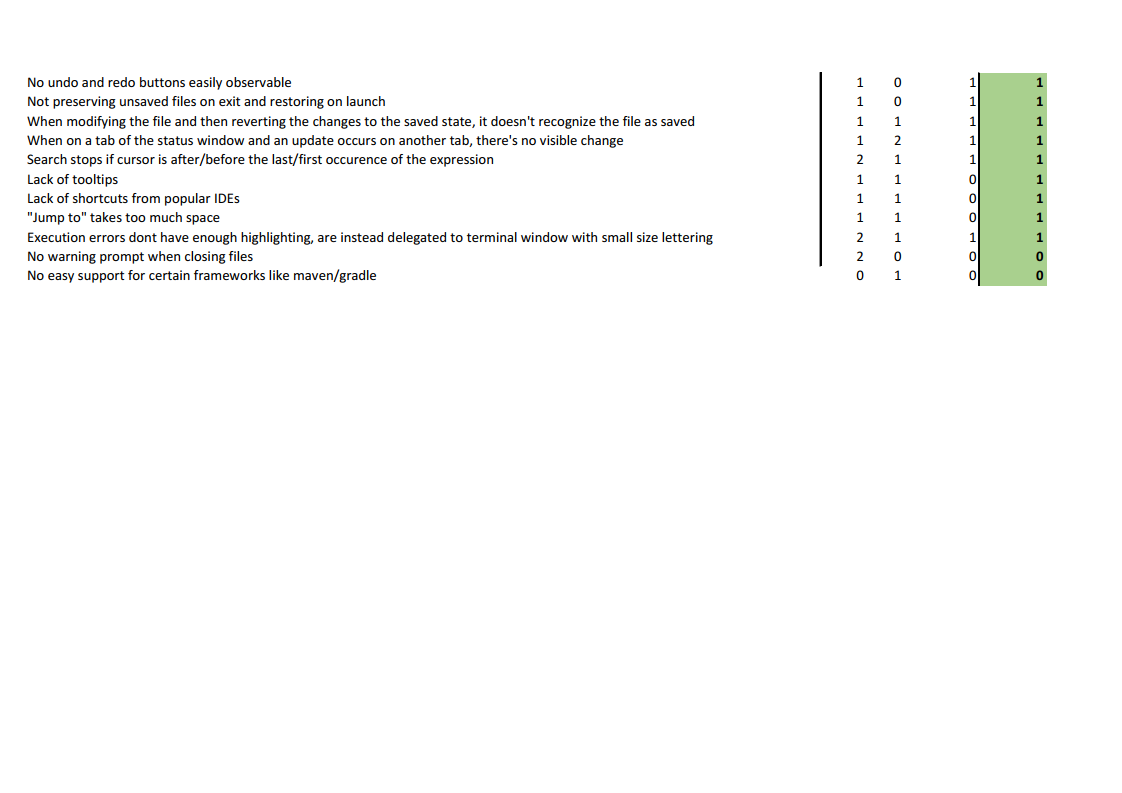 No undo and redo buttons easily observable 1 0 1 1
Not preserving unsaved files on exit and restoring on launch 1 0 1 1
When modifying the file and then reverting the changes to the saved state, it doesn't recognize the file as saved 1 1 1 1
When on a tab of the status window and an update occurs on another tab, there's no visible change 1 2 1 1
Search stops if cursor is after/before the last/first occurence of the expression 2 1 1 1
Lack of tooltips 1 1 0 1
Lack of shortcuts from popular IDEs 1 1 0 1
"Jump to" takes too much space 1 1 0 1
Execution errors dont have enough highlighting, are instead delegated to terminal window with small size lettering 2 1 1 1
No warning prompt when closing files 2 0 0 0
No easy support for certain frameworks like maven/gradle 0 1 0 0